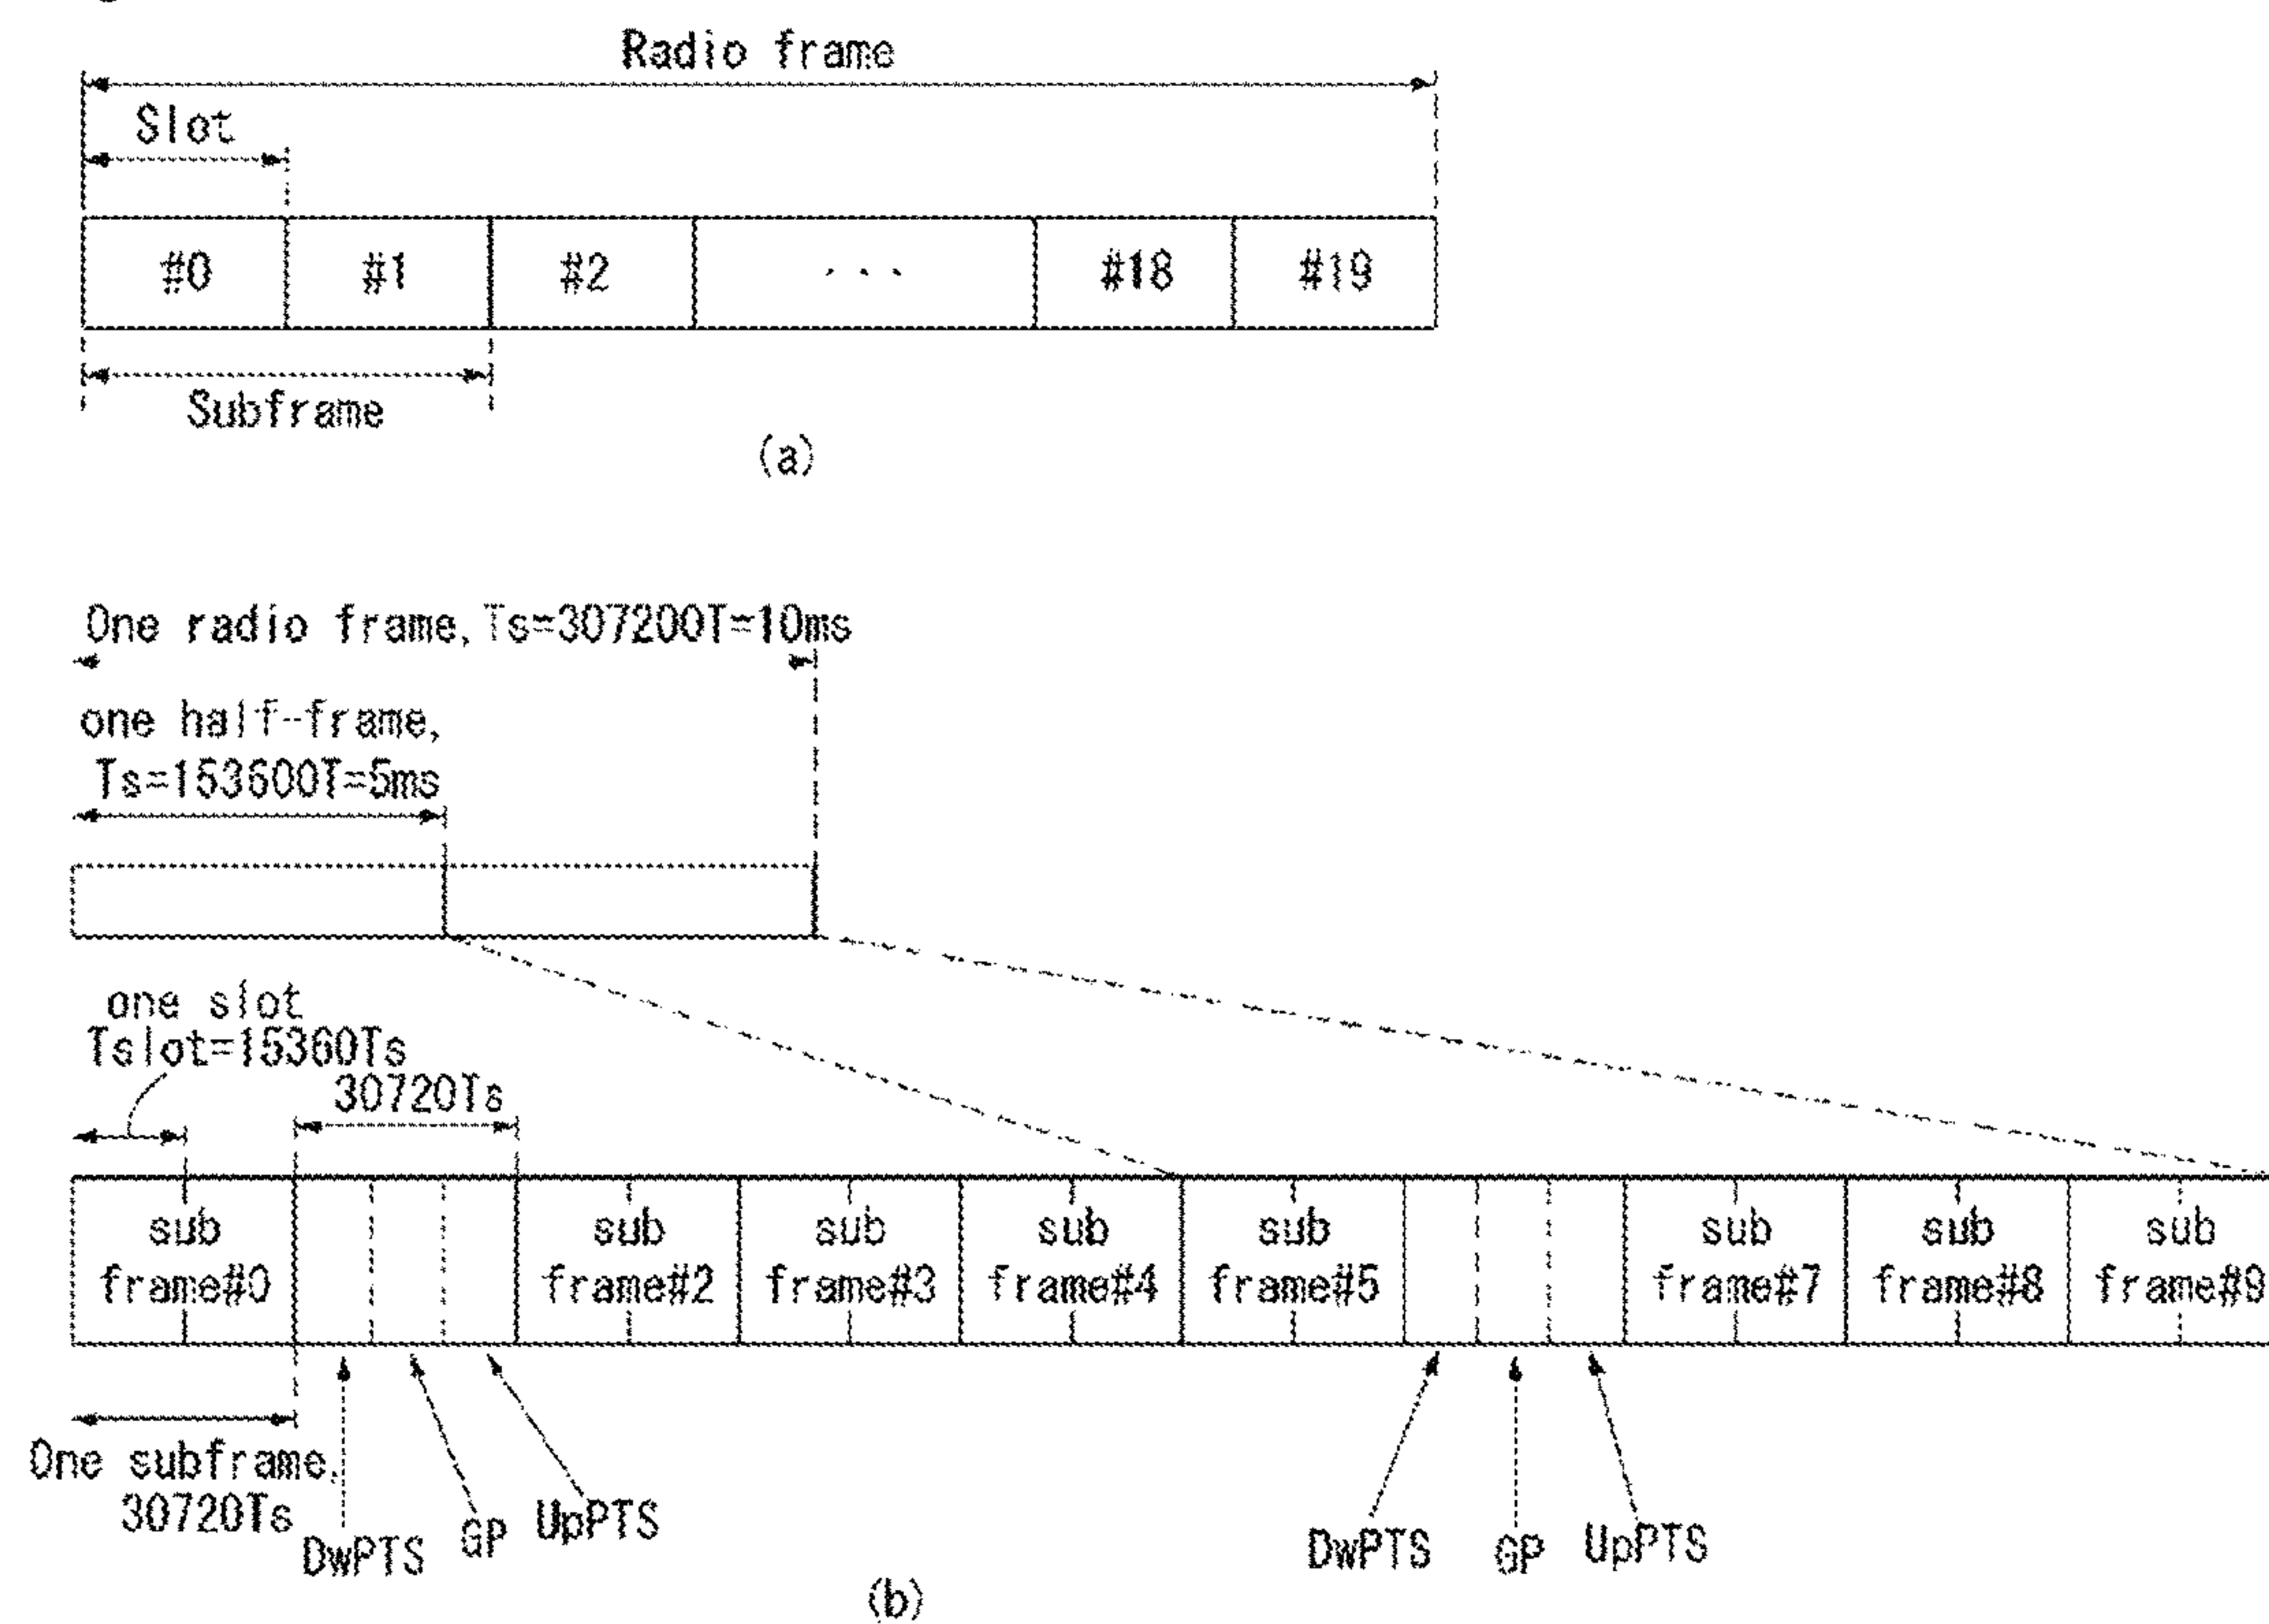 Radio frame
Slot
#0 #1 #2 ... #18 #19
Subframe
(a)
One radio frame, Ts=307200T=10ms
one half-frame,
Ts=153600T=5ms
one slot
Tslot=15360Ts
30720Ts
sub frame#0
sub frame#2
sub frame#3
sub frame#4
sub frame#5
sub frame#7
sub frame#8
sub frame#9
One subframe,
30720Ts
DwPTS GP UpPTS
DwPTS GP UpPTS
(b)